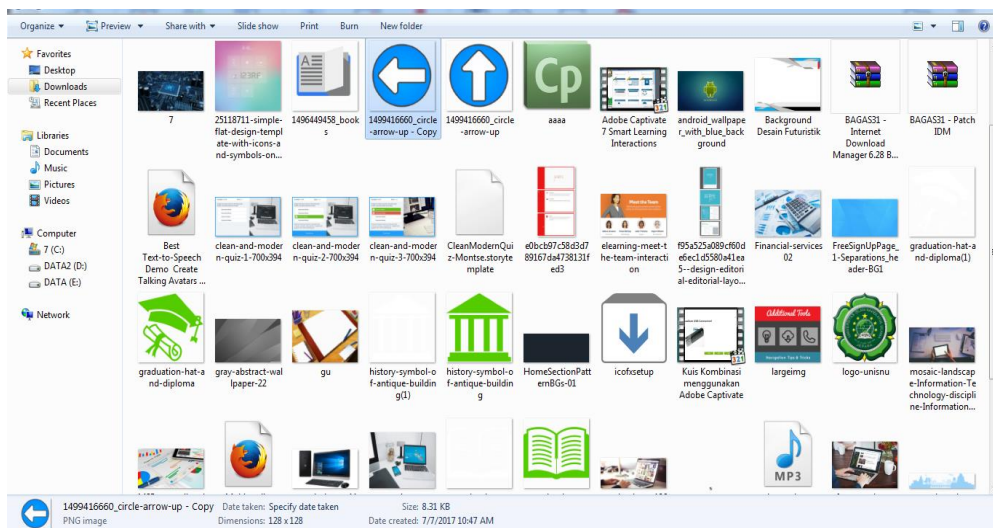 Organize
Preview
Share with
Slide show
Print
Burn
New folder
Favorites
Desktop
Downloads
Recent Places
Libraries
Documents
Music
Pictures
Videos
Computer
7 (C:)
DATA2 (D:)
DATA (E:)
Network
7
25118711-simple-
flat-design-templ
ate-with-icons-a
nd-symbols-on...
1496449458_book
s
1499416660_circle
-arrow-up - Copy
1499416660_circle
-arrow-up
Cp
aaaa
Adobe Captivate
7 Smart Learning
Interactions
android_wallpape
r_with_blue_back
ground
Background
Desain Futuristik
BAGAS31 -
Internet
Download
Manager 6.28 B...
BAGAS31 - Patch
IDM
Best
Text-to-Speech
Demo Create
Talking Avatars ...
clean-and-moder
n-quiz-1-700x394
clean-and-moder
n-quiz-2-700x394
clean-and-moder
n-quiz-3-700x394
CleanModernQui
z-Montse.storyte
mplate
e0bcb97c58d3d7
89167da4738131f
ed3
Meet the Team
elearning-meet-t
he-team-interacti
on
f95a525a089cf60d
e6ec1d5580a41ea
5--design-editori
al-editorial-layo...
Financial-services
02
FreeSignUpPage_
1-Separations_he
ader-BG1
graduation-hat-a
nd-diploma(1)
graduation-hat-a
nd-diploma
gray-abstract-wal
lpaper-22
gu
history-symbol-o
f-antique-buildin
g(1)
history-symbol-o
f-antique-buildin
g
HomeSectionPatt
ernBGs-01
icofxsetup
Kuis Kombinasi
menggunakan
Adobe Captivate
Additional Tools
Navigation Tips & Tricks
largeimg
logo-unisnu
mosaic-landscap
e-Information-Te
chnology-discipli
ne-Information...
MP3
1499416660_circle-arrow-up - Copy
Date taken: Specify date taken
Size: 8.31 KB
PNG image
Dimensions: 128 x 128
Date created: 7/7/2017 10:47 AM